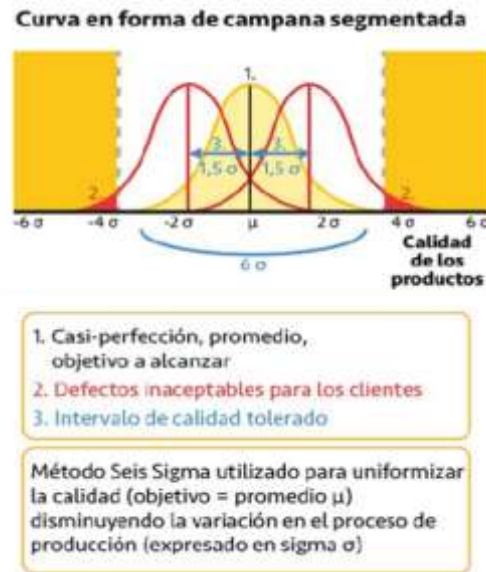 Curva en forma de campana segmentada
1.
3. 3.
1,5 σ 1,5 σ
2. 2.
-6 σ -4 σ -2 σ μ 2 σ 4 σ 6 σ
6 σ
Calidad
de los
productos
1. Casi-perfección, promedio,
objetivo a alcanzar
2. Defectos inaceptables para los clientes
3. Intervalo de calidad tolerado
Método Seis Sigma utilizado para uniformizar
la calidad (objetivo = promedio μ)
disminuyendo la variación en el proceso de
producción (expresado en sigma σ)